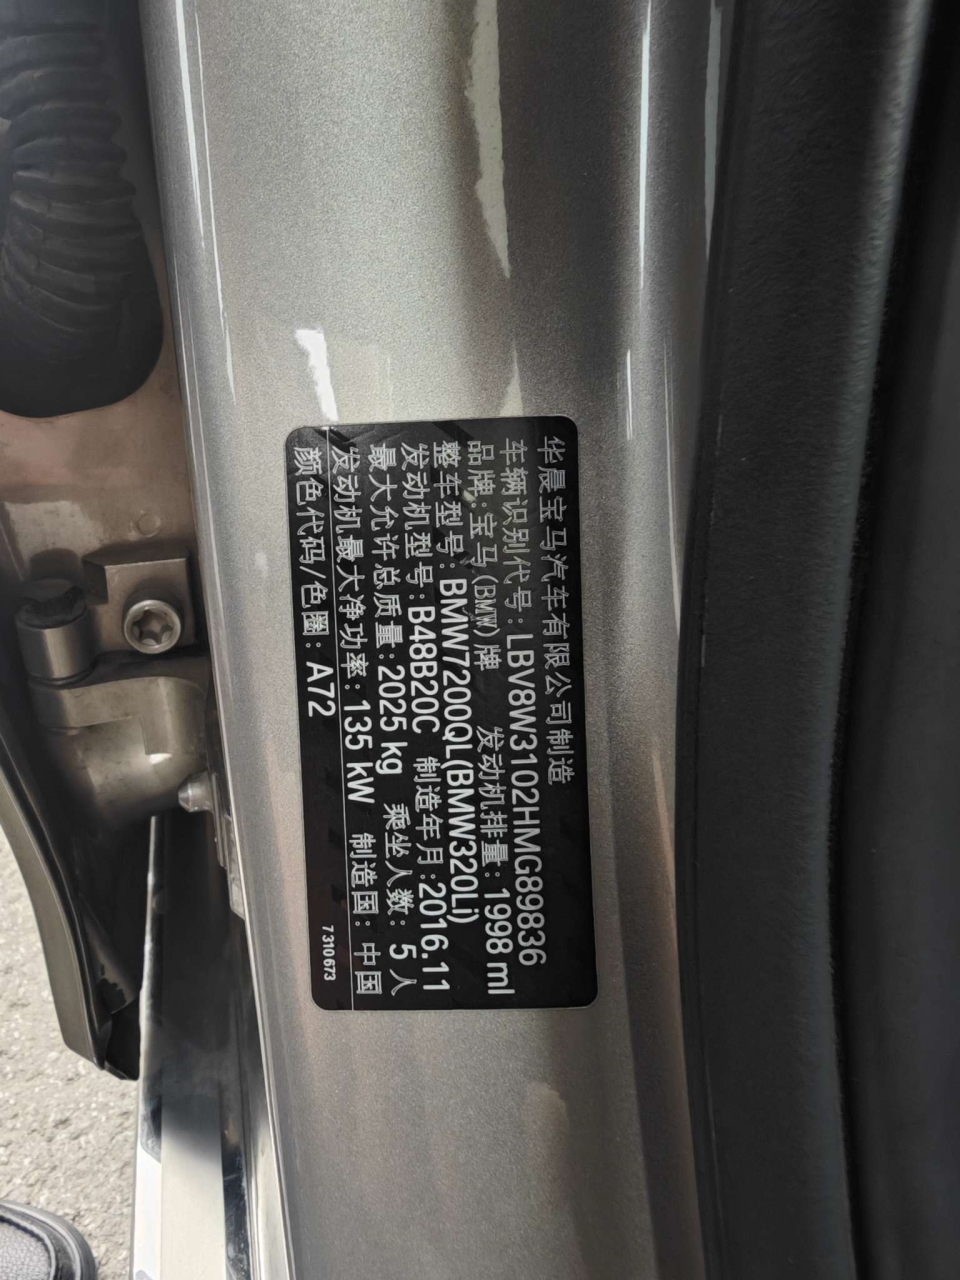 华晨宝马汽车有限公司制造
车辆识别代号：LBV8W3102HMG89836
品牌：宝马(BMW)牌 发动机排量：1998 ml
整车型号：BMW7200QL(BMW320Li)
发动机型号：B48B20C 制造年月：2016.11
最大允许总质量：2025 kg 乘坐人数：5 人
发动机最大净功率：135 kW 制造国：中国
颜色代码/色圈：A72
7 310 673